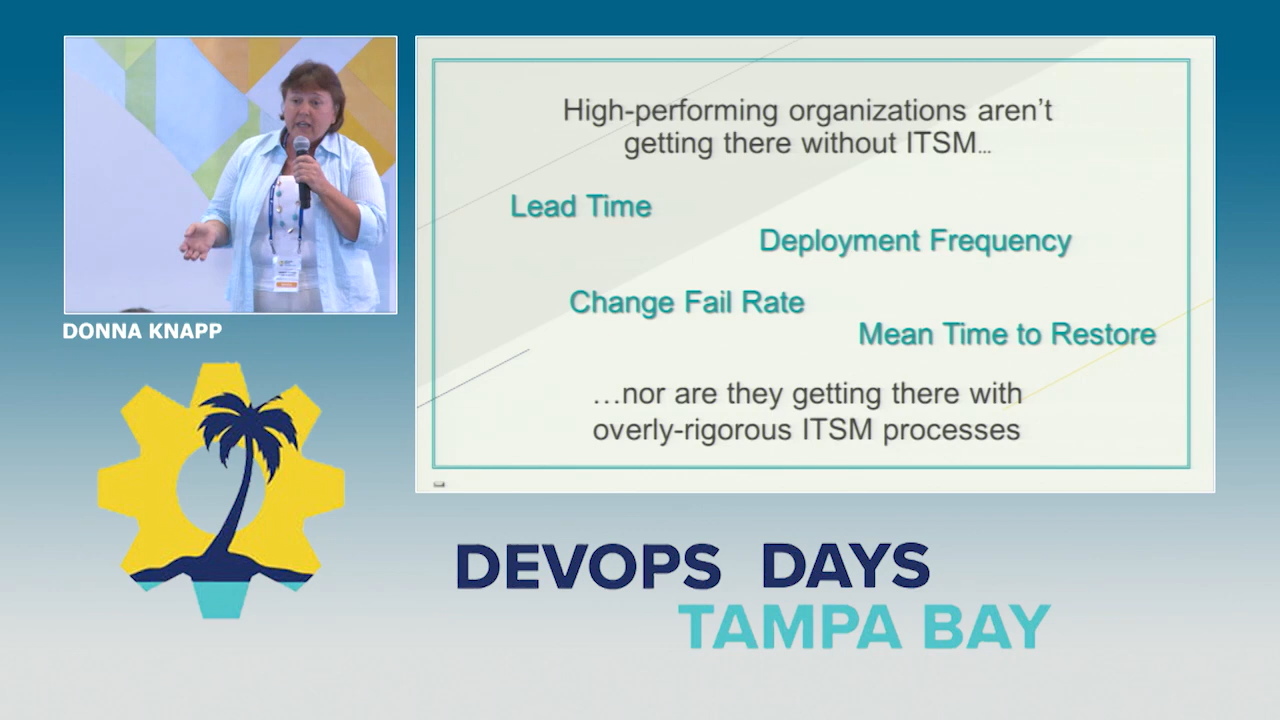 High-performing organizations aren't
getting there without ITSM...
Lead Time
Deployment Frequency
Change Fail Rate
Mean Time to Restore
…nor are they getting there with
overly-rigorous ITSM processes
DONNA KNAPP
DEVOPS DAYS
TAMPA BAY